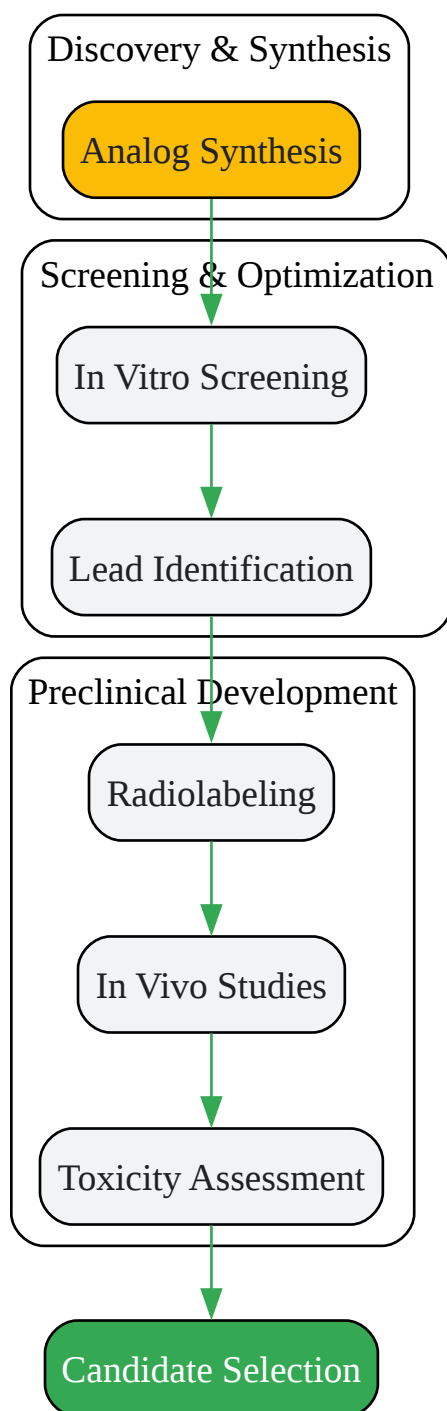 Discovery & Synthesis
Analog Synthesis
Screening & Optimization
In Vitro Screening
Lead Identification
Preclinical Development
Radiolabeling
In Vivo Studies
Toxicity Assessment
Candidate Selection